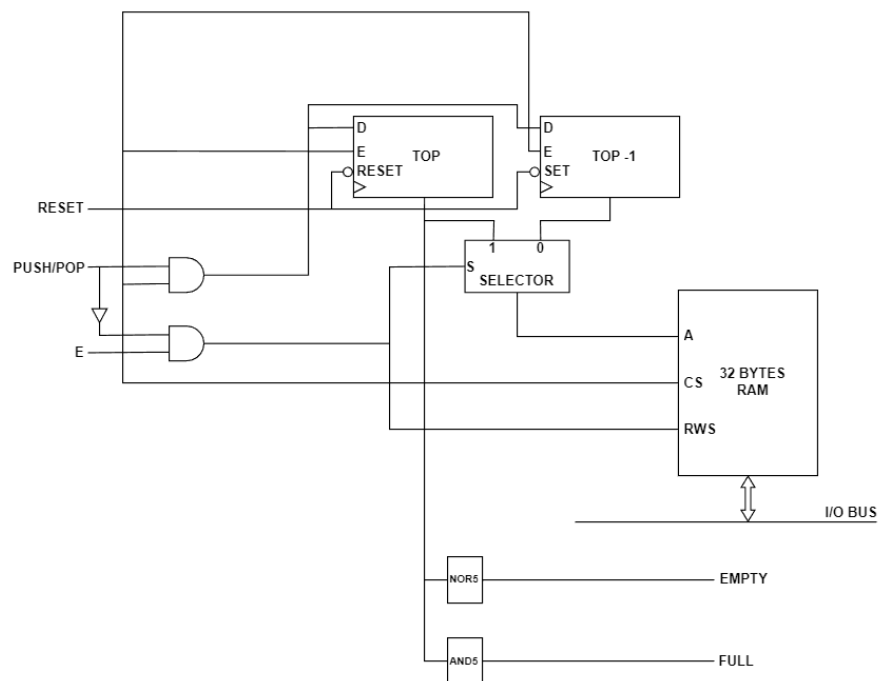 D
E
RESET
TOP
D
E
SET
TOP -1
RESET
PUSH/POP
E
1
0
S
SELECTOR
A
CS
RWS
32 BYTES
RAM
I/O BUS
NOR5
EMPTY
AND5
FULL